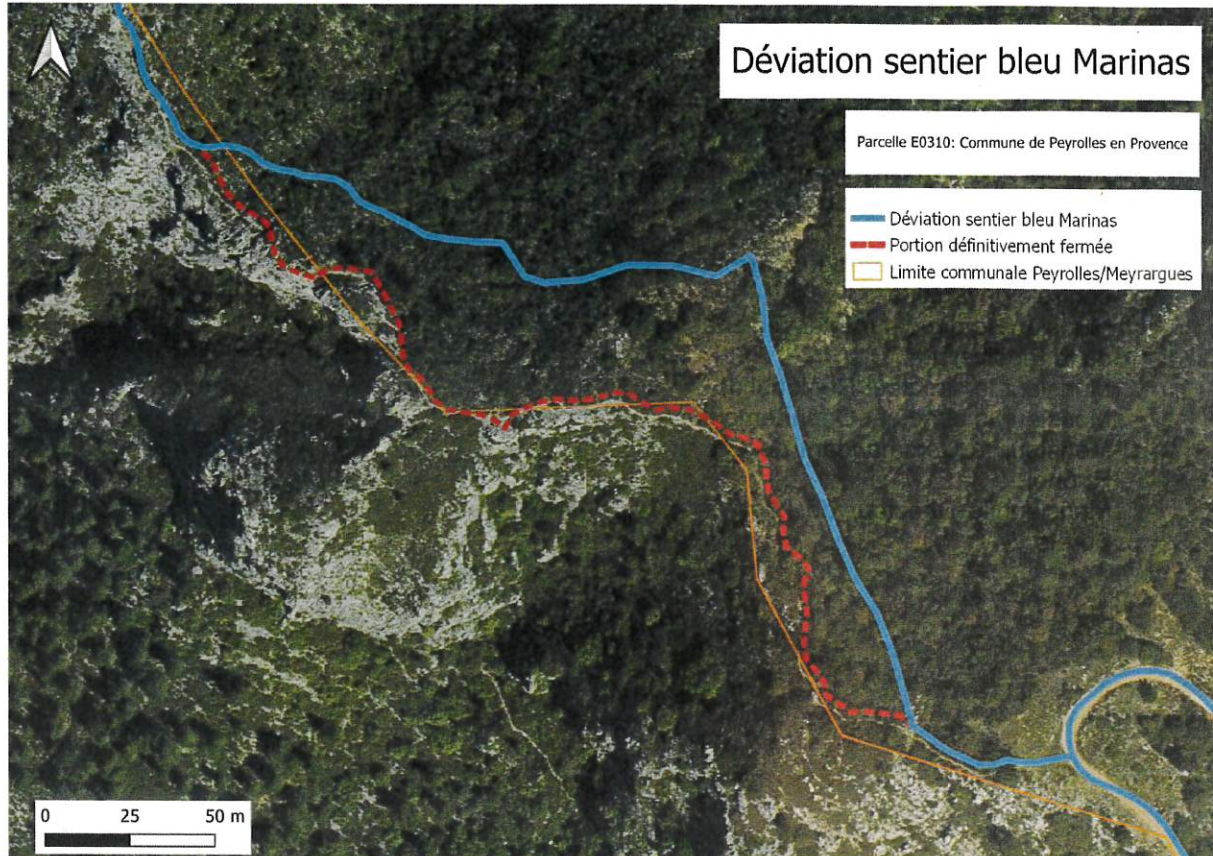 Déviation sentier bleu Marinas
Parcelle E0310: Commune de Peyrolles en Provence
Déviation sentier bleu Marinas
Portion définitivement fermée
Limite communale Peyrolles/Meyrargues
0 25 50 m